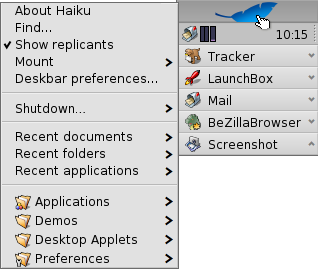 About Haiku
Find...
Show replicants
Mount
Deskbar preferences...
Shutdown...
Recent documents
Recent folders
Recent applications
Applications
Demos
Desktop Applets
Preferences
10:15
Tracker
LaunchBox
Mail
BeZillaBrowser
Screenshot